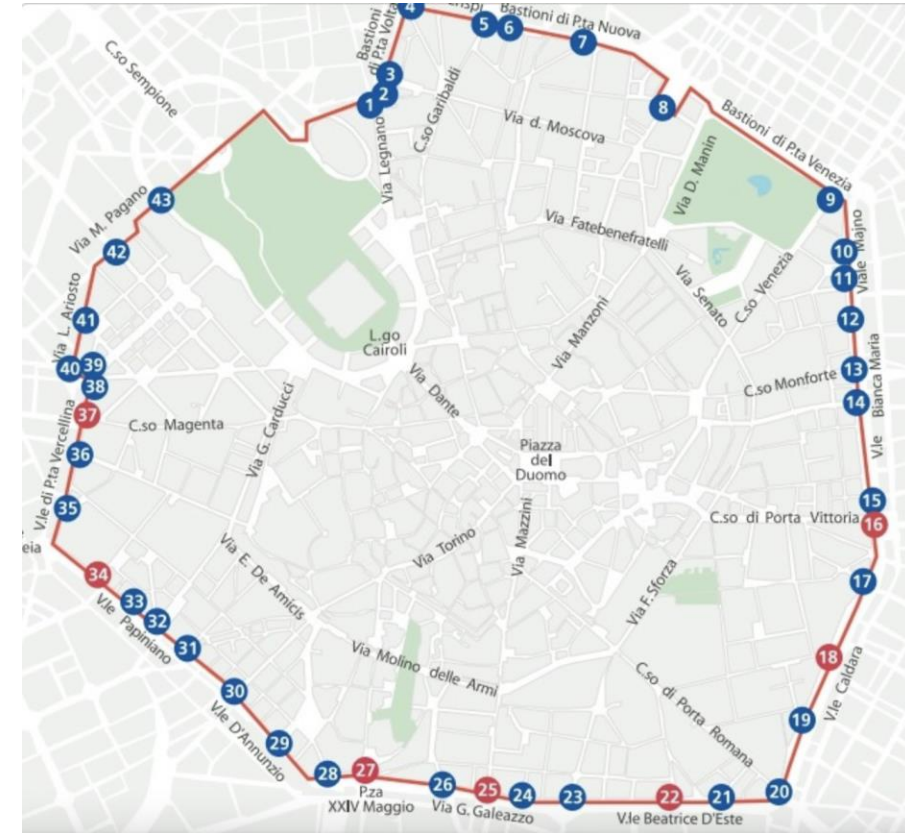 4
5
6
7
Bastioni di P.ta Nuova
Bastioni
di P.ta Volta
3
2
1
8
C.so Sempione
C.so Garibaldi
Via Legnano
Via d. Moscova
Bastioni di P.ta Venezia
Via D. Manin
43
Via M. Pagano
42
9
Via Fatebenefratelli
Viale Majno
10
11
Via Senato
C.so Venezia
Via L. Ariosto
41
12
Via Manzoni
L.go
Cairoli
40
39
38
13
C.so Monforte
14
V.le Bianca Maria
Via Dante
37
C.so Magenta
Via G. Carducci
V.le di P.ta Vercellina
36
Piazza
del
Duomo
35
15
C.so di Porta Vittoria
16
Via Mazzini
Via Torino
34
Via E. De Amicis
17
Via F. Sforza
33
32
V.le Papiniano
31
Via Molino delle Armi
18
V.le Caldara
C.so di Porta Romana
30
V.le D'Annunzio
29
19
28
27
P.za
XXIV Maggio
26
25
Via G. Galeazzo
24
23
22
21
20
V.le Beatrice D'Este